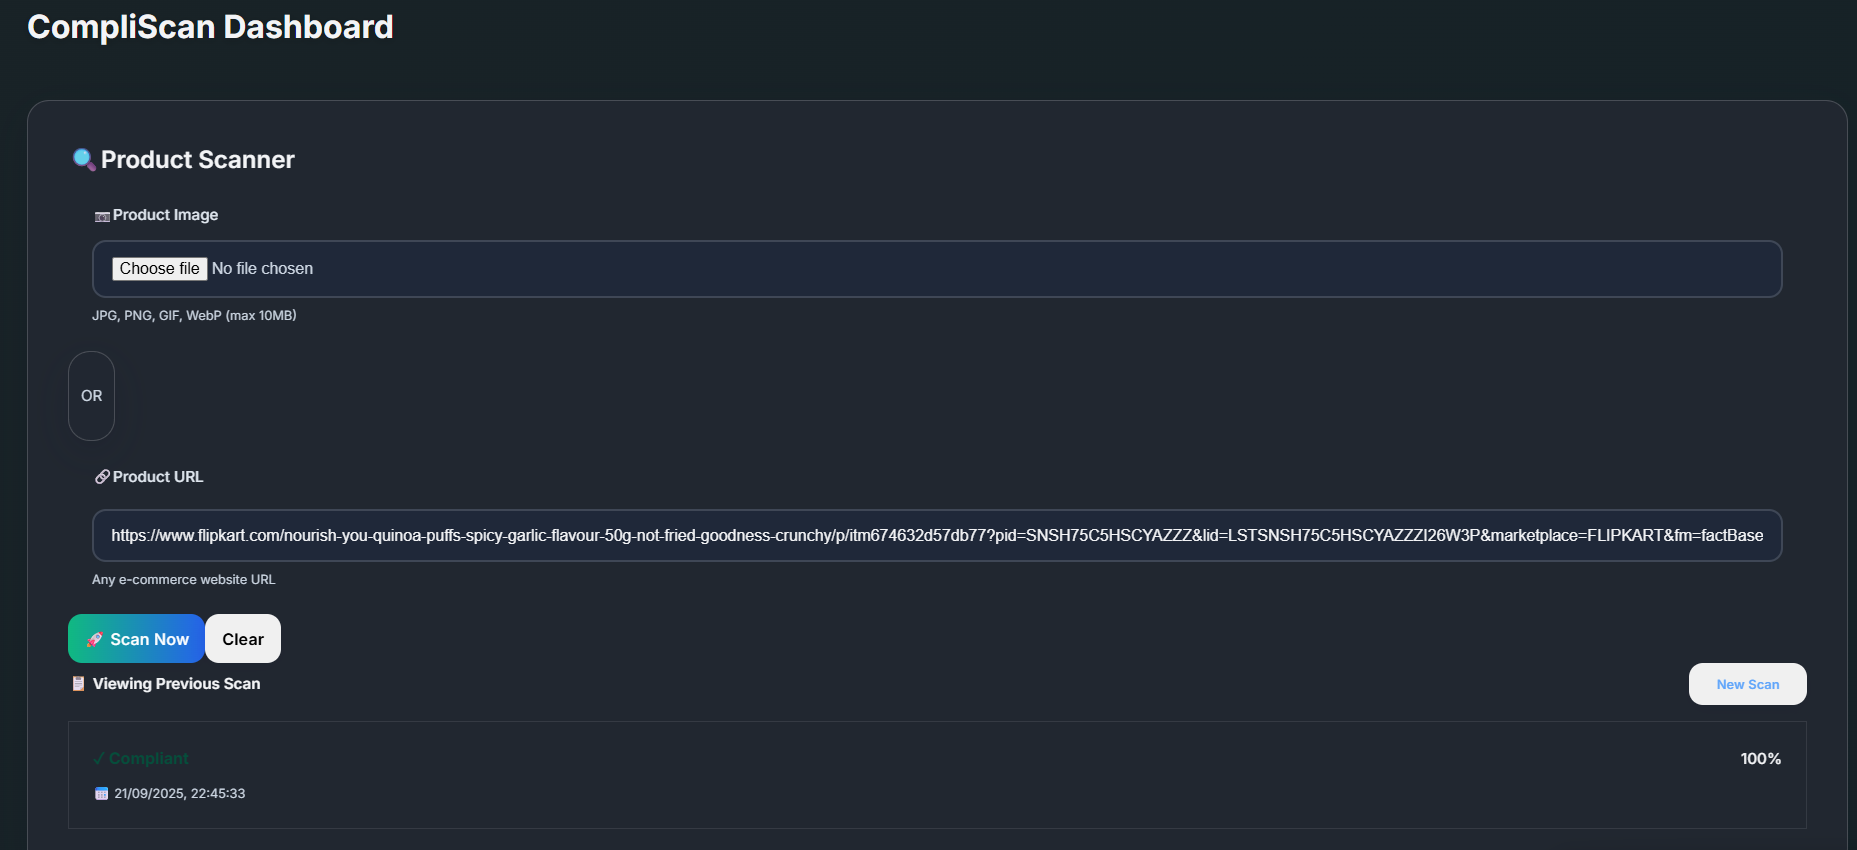 CompliScan Dashboard
🔍 Product Scanner
📷 Product Image
Choose file No file chosen
JPG, PNG, GIF, WebP (max 10MB)
OR
🔗 Product URL
https://www.flipkart.com/nourish-you-quinoa-puffs-spicy-garlic-flavour-50g-not-fried-goodness-crunchy/p/itm674632d57db77?pid=SNSH75C5HSCYAZZZ&lid=LSTSNSH75C5HSCYAZZZI26W3P&marketplace=FLIPKART&fm=factBase
Any e-commerce website URL
🚀 Scan Now Clear
📋 Viewing Previous Scan New Scan
✓ Compliant 100%
📅 21/09/2025, 22:45:33